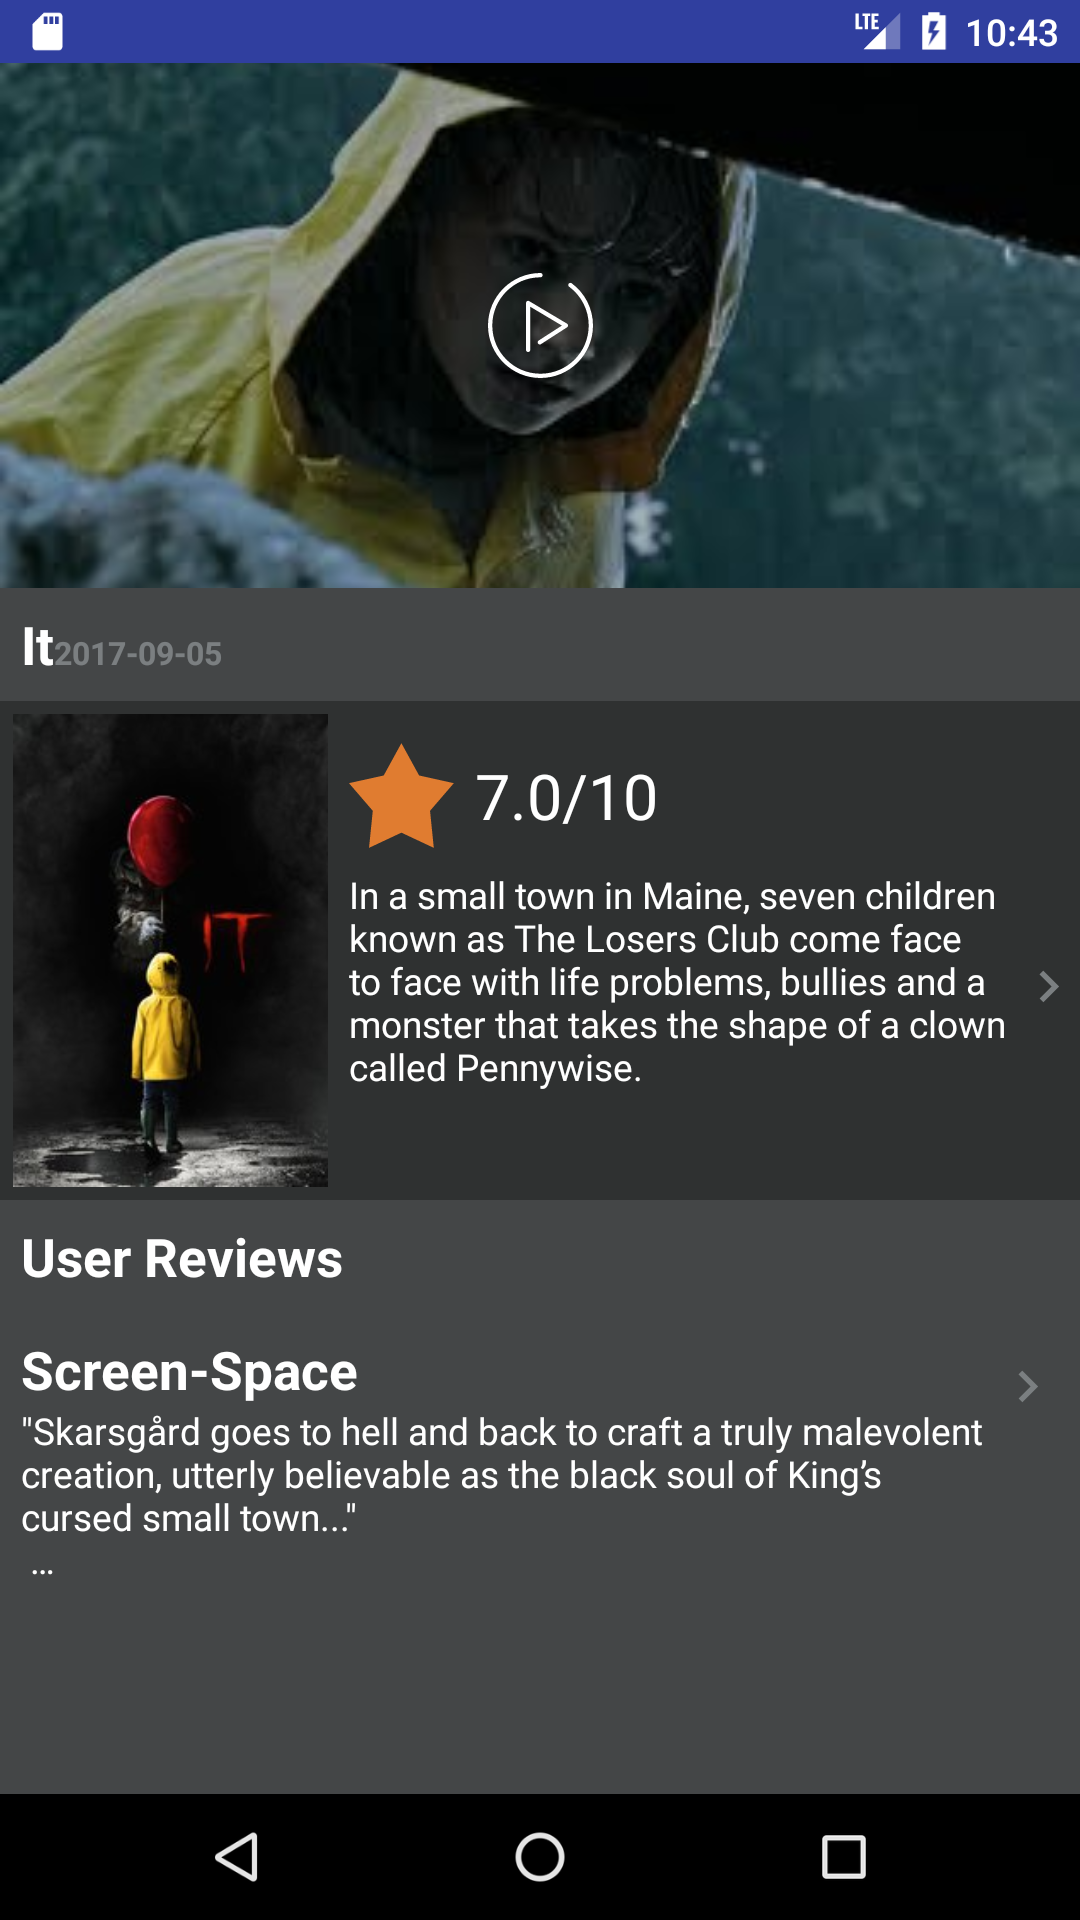 LTE 10:43
It2017-09-05
7.0/10
IT
In a small town in Maine, seven children
known as The Losers Club come face
to face with life problems, bullies and a
monster that takes the shape of a clown
called Pennywise.
User Reviews
Screen-Space
"Skarsgård goes to hell and back to craft a truly malevolent
creation, utterly believable as the black soul of King’s
cursed small town..."
...